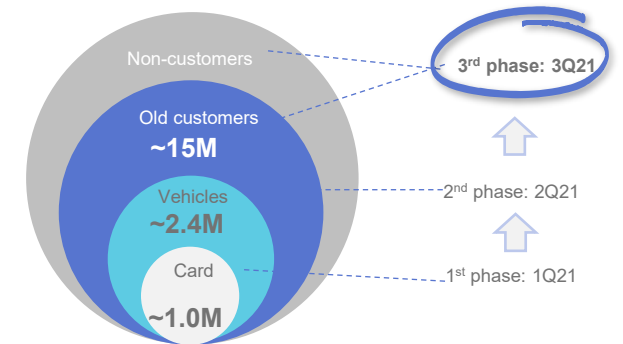 Non-customers
Old customers
~15M
Vehicles
~2.4M
Card
~1.0M
3rd phase: 3Q21
2nd phase: 2Q21
1st phase: 1Q21